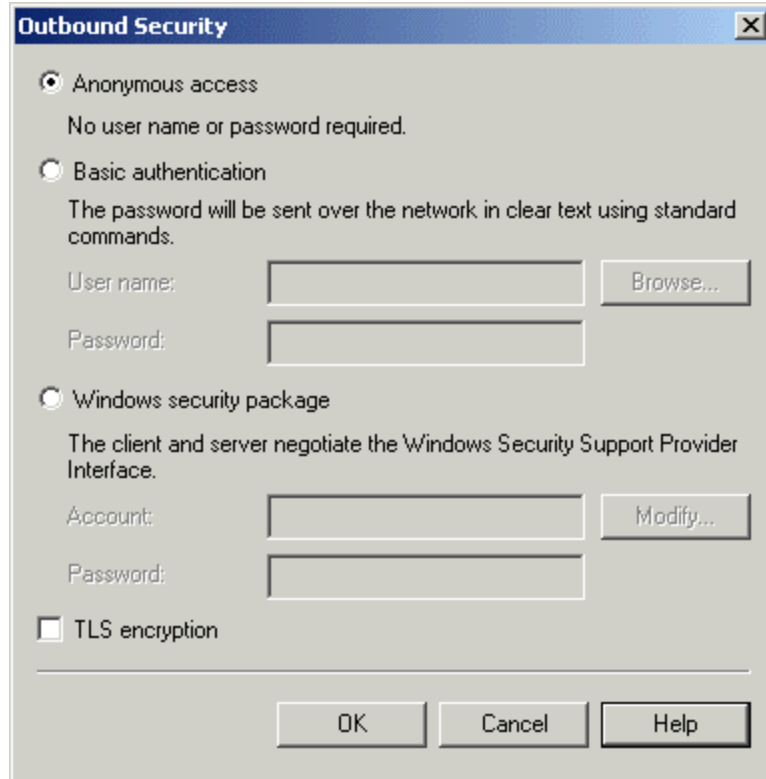 Outbound Security
Anonymous access
No user name or password required.
Basic authentication
The password will be sent over the network in clear text using standard
commands.
User name:
Browse...
Password:
Windows security package
The client and server negotiate the Windows Security Support Provider
Interface.
Account:
Modify...
Password:
TLS encryption
OK
Cancel
Help